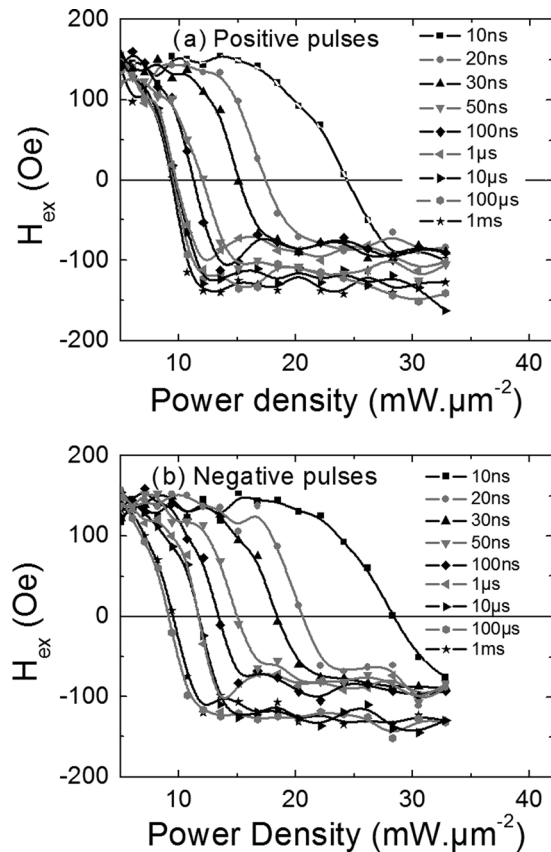 (a) Positive pulses
10ns
20ns
30ns
50ns
100ns
1µs
10µs
100µs
1ms
200
100
0
-100
-200
H_ex (Oe)
10 20 30 40
Power density (mW.µm⁻²)
(b) Negative pulses
10ns
20ns
30ns
50ns
100ns
1µs
10µs
100µs
1ms
200
100
0
-100
-200
H_ex (Oe)
10 20 30 40
Power Density (mW.µm⁻²)